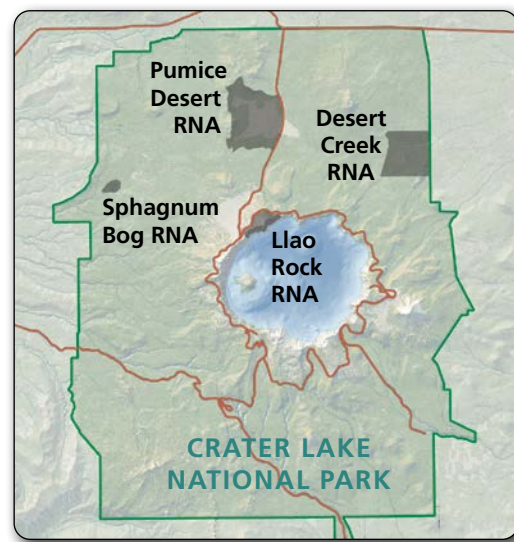 Pumice
Desert
RNA
Desert
Creek
RNA
Sphagnum
Bog RNA
Llao
Rock
RNA
CRATER LAKE
NATIONAL PARK